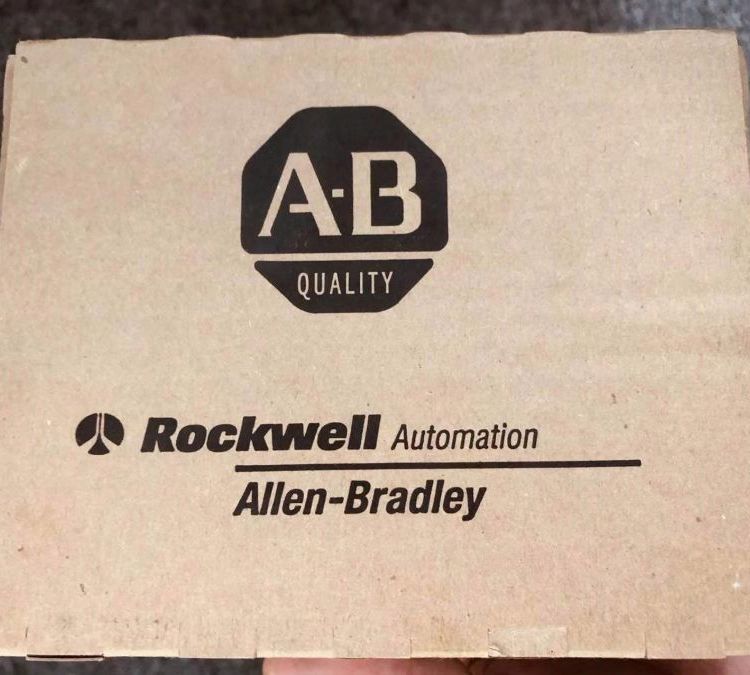 A-B
QUALITY
Rockwell Automation
Allen-Bradley